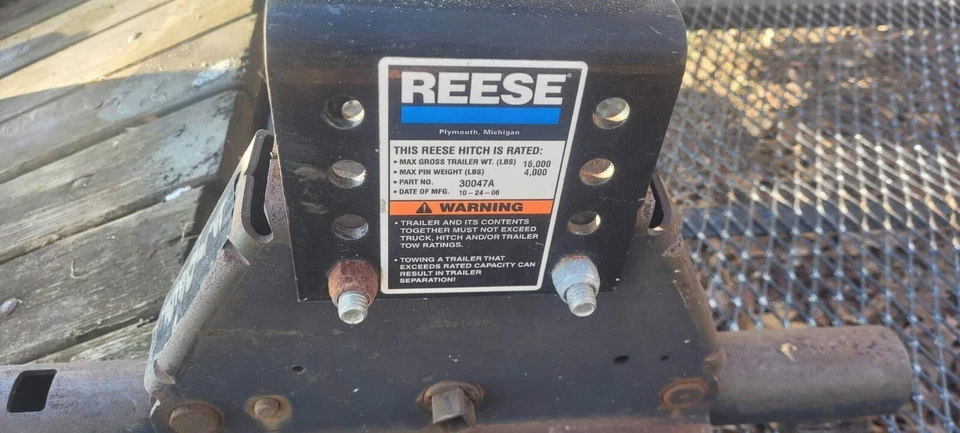 REESE®
Plymouth, Michigan
THIS REESE HITCH IS RATED:
• MAX GROSS TRAILER WT. (LBS) 15,000
• MAX PIN WEIGHT (LBS) 4,000
• PART NO. 30047A
• DATE OF MFG. 10-24-06
⚠ WARNING
• TRAILER AND ITS CONTENTS
TOGETHER MUST NOT EXCEED
TRUCK, HITCH AND/OR TRAILER
TOW RATINGS.
• TOWING A TRAILER THAT
EXCEEDS RATED CAPACITY CAN
RESULT IN TRAILER
SEPARATION!